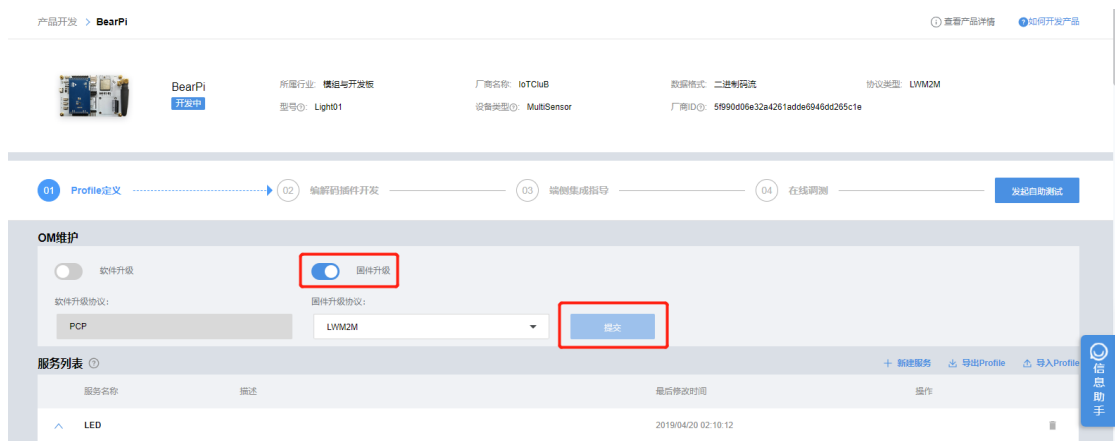 产品开发 > BearPi
查看产品详情 如何开发产品
BearPi
开发中
所属行业: 模组与开发板 厂商名称: IoTCluB 数据格式: 二进制码流 协议类型: LWM2M
型号: Light01 设备类型: MultiSensor 厂商ID: 5f990d06e32a4261adde6946dd265c1e
01 Profile定义 02 编解码插件开发 03 端侧集成指导 04 在线调测 发起自助测试
OM维护
软件升级 固件升级
软件升级协议: 固件升级协议:
PCP LWM2M 提交
服务列表 + 新建服务 导出Profile 导入Profile
服务名称 描述 最后修改时间 操作
LED 2019/04/20 02:10:12
信息助手